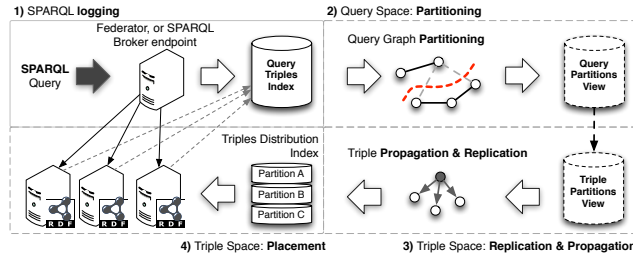 1) SPARQL logging
2) Query Space: Partitioning
Federator, or SPARQL
Broker endpoint
SPARQL
Query
Query
Triples
Index
Query Graph Partitioning
Query
Partitions
View
Triples Distribution
Index
Partition A
Partition B
Partition C
Triple Propagation & Replication
Triple
Partitions
View
R D F
R D F
R D F
4) Triple Space: Placement
3) Triple Space: Replication & Propagation